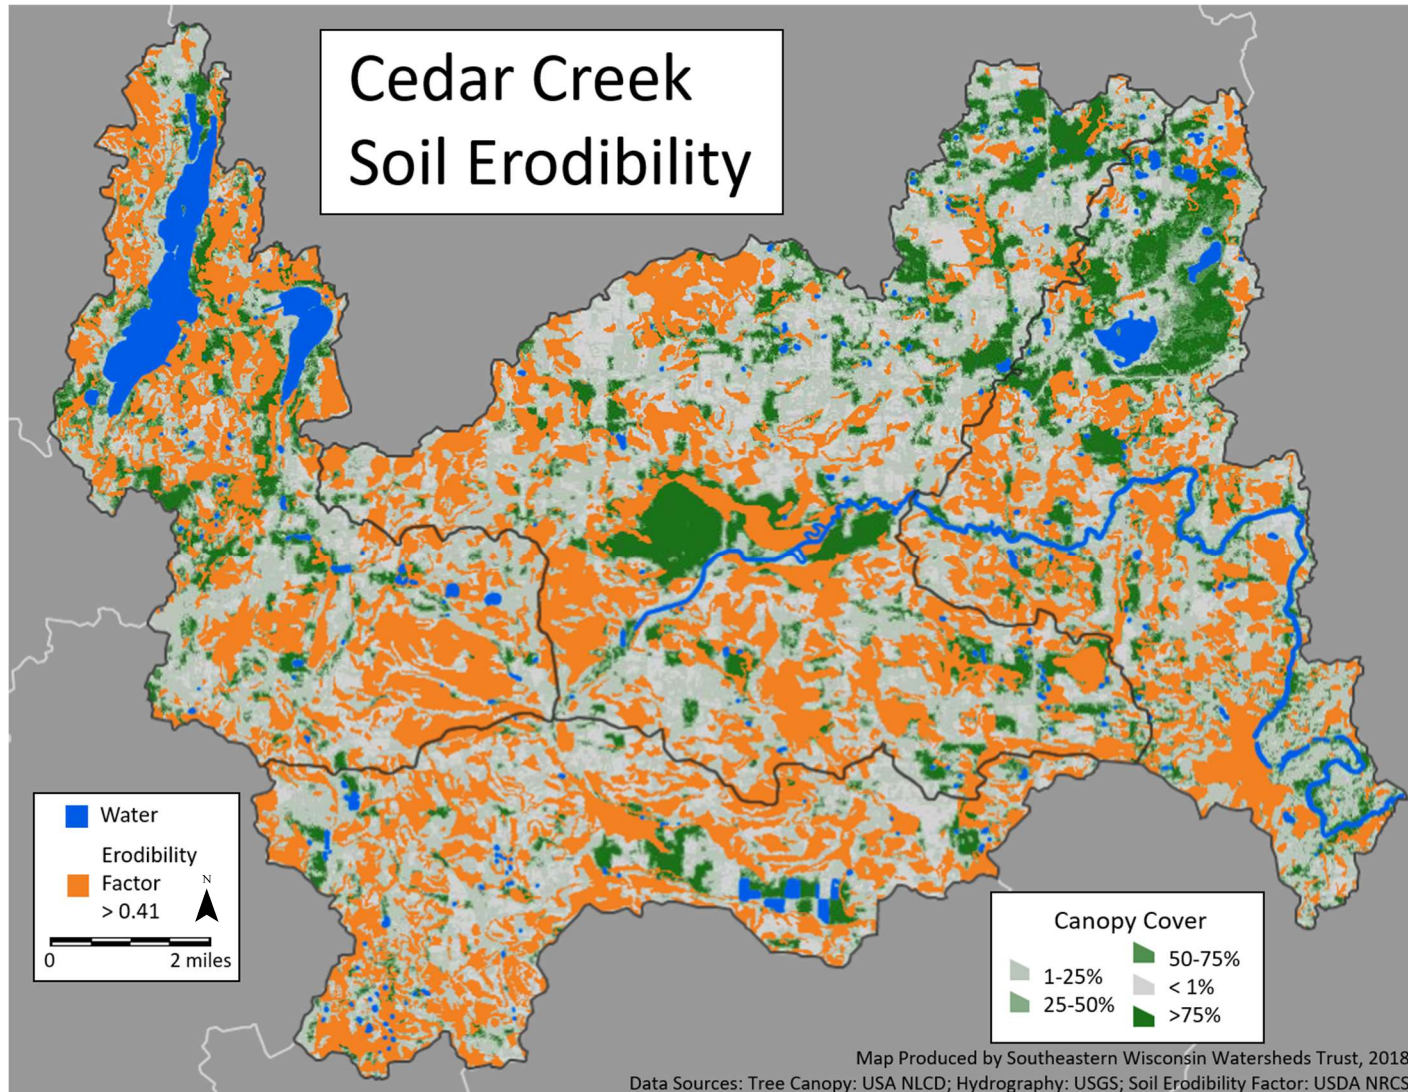 Cedar Creek
Soil Erodibility
Water
Erodibility
Factor
> 0.41
N
0 2 miles
Canopy Cover
1-25%
25-50%
50-75%
< 1%
>75%
Map Produced by Southeastern Wisconsin Watersheds Trust, 2018
Data Sources: Tree Canopy: USA NLCD; Hydrography: USGS; Soil Erodibility Factor: USDA NRCS